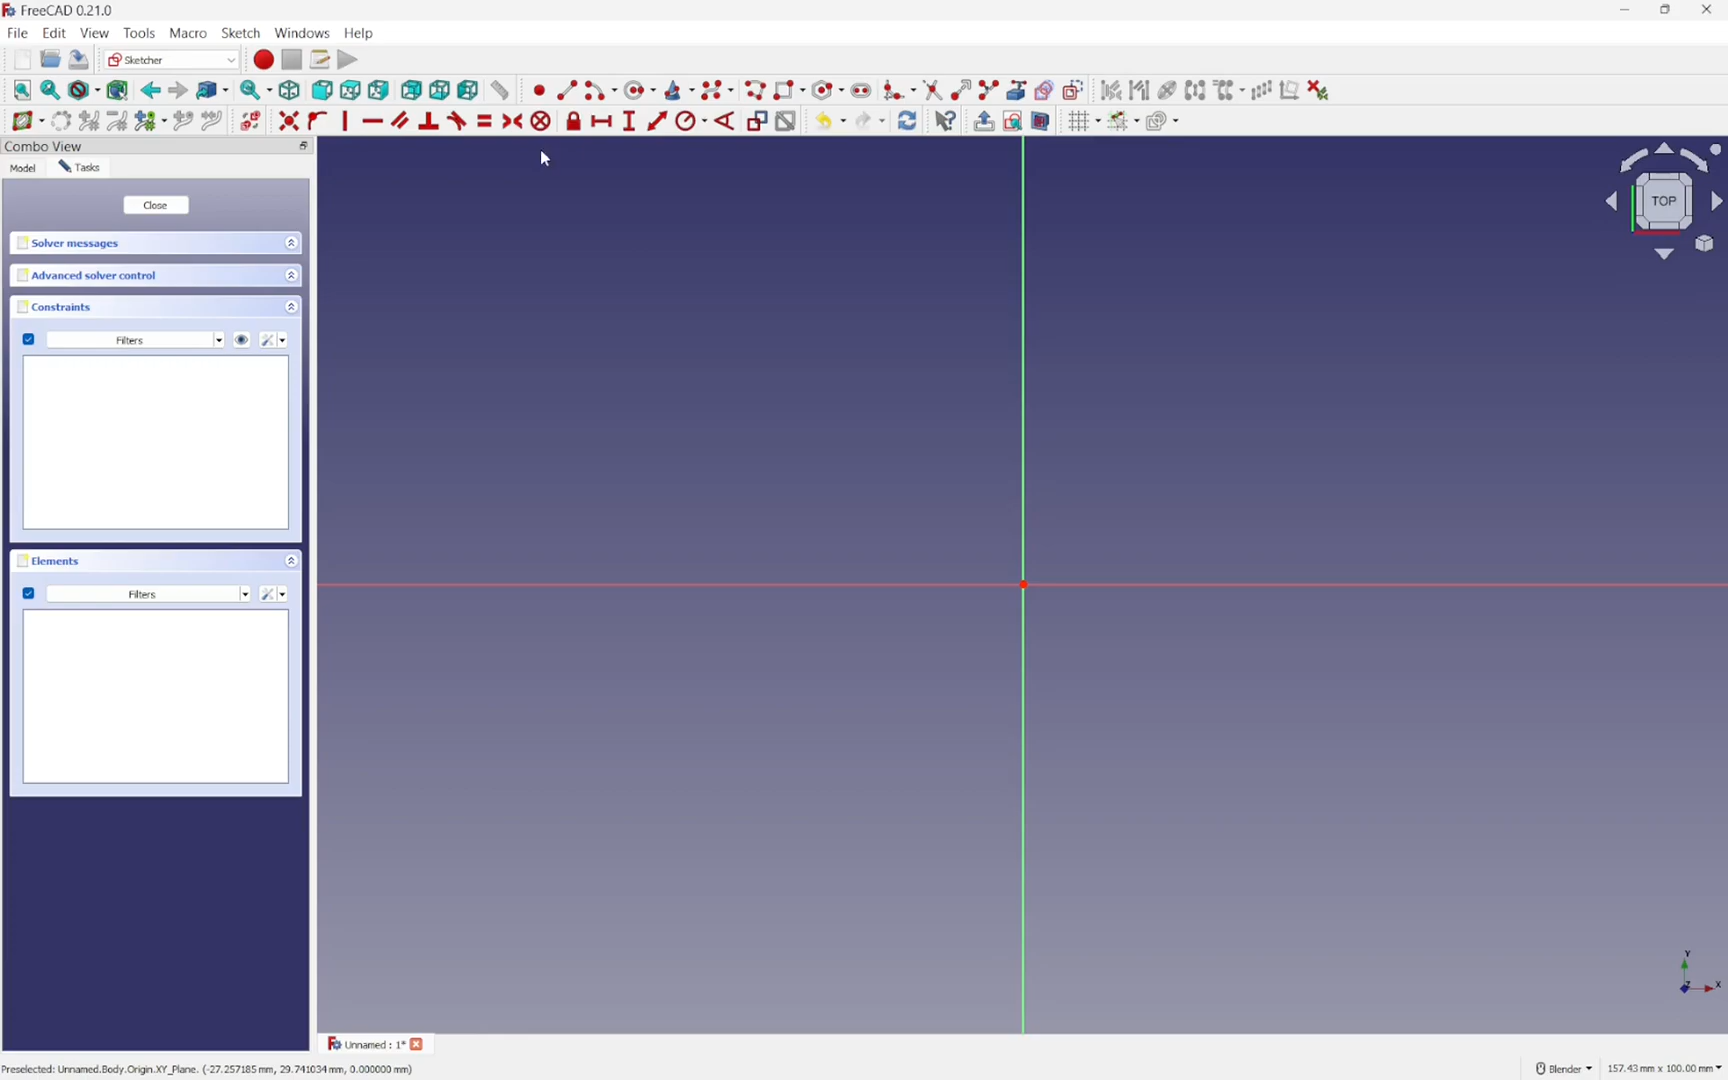 FreeCAD 0.21.0
File Edit View Tools Macro Sketch Windows Help
Sketcher
Combo View
Model Tasks
Close
Solver messages
Advanced solver control
Constraints
Filters
Elements
Filters
TOP
Y
Z X
Unnamed : 1*
Preselected: Unnamed.Body.Origin.XY_Plane. (-27.257185 mm, 29.741034 mm, 0.000000 mm)
Blender 157.43 mm x 100.00 mm